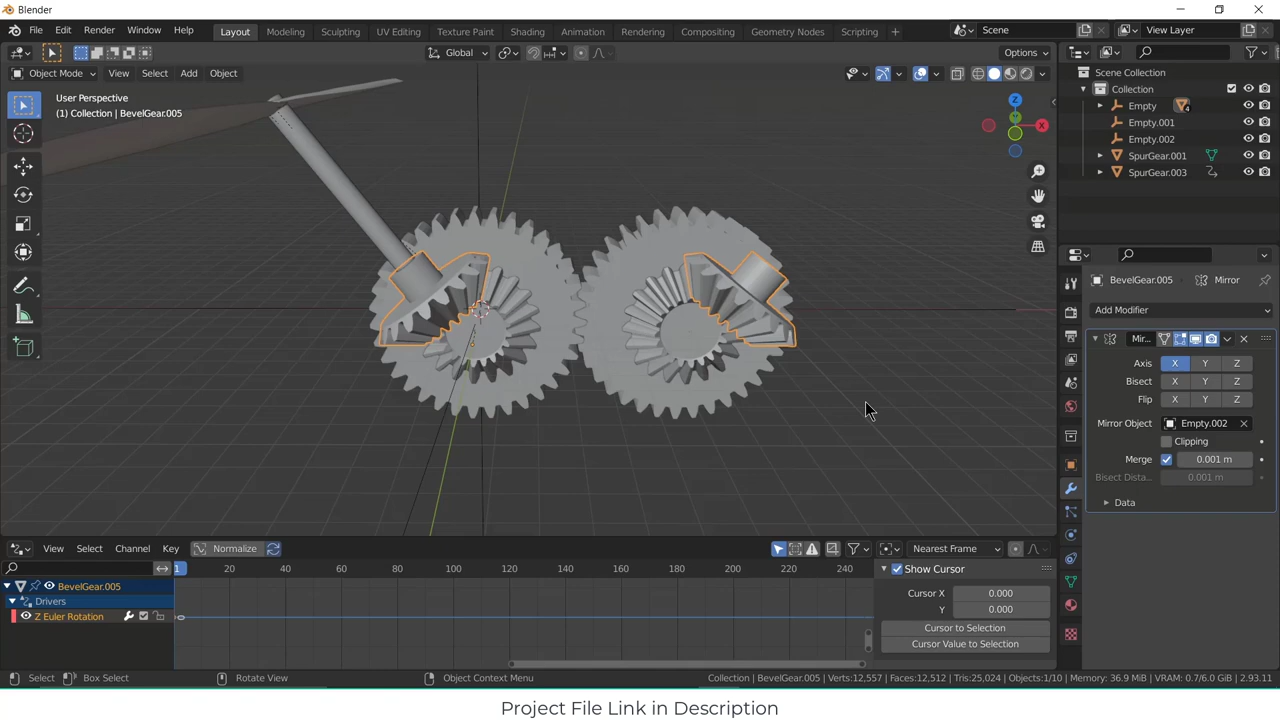 Blender
File Edit Render Window Help Layout Modeling Sculpting UV Editing Texture Paint Shading Animation Rendering Compositing Geometry Nodes Scripting + Scene View Layer
Global Options
Object Mode View Select Add Object
User Perspective
(1) Collection | BevelGear.005
Z
Y
X
Scene Collection
Collection
Empty 4
Empty.001
Empty.002
SpurGear.001
SpurGear.003
BevelGear.005 Mirror
Add Modifier
Mir...
Axis X Y Z
Bisect X Y Z
Flip X Y Z
Mirror Object Empty.002
Clipping
Merge 0.001 m
Bisect Dista... 0.001 m
Data
View Select Channel Key Normalize Nearest Frame
1 20 40 60 80 100 120 140 160 180 200 220 240
BevelGear.005
Drivers
Z Euler Rotation
Show Cursor
Cursor X 0.000
Y 0.000
Cursor to Selection
Cursor Value to Selection
Select Box Select Rotate View Object Context Menu Collection | BevelGear.005 | Verts:12,557 | Faces:12,512 | Tris:25,024 | Objects:1/10 | Memory: 36.9 MiB | VRAM: 0.7/6.0 GiB | 2.93.11
Project File Link in Description